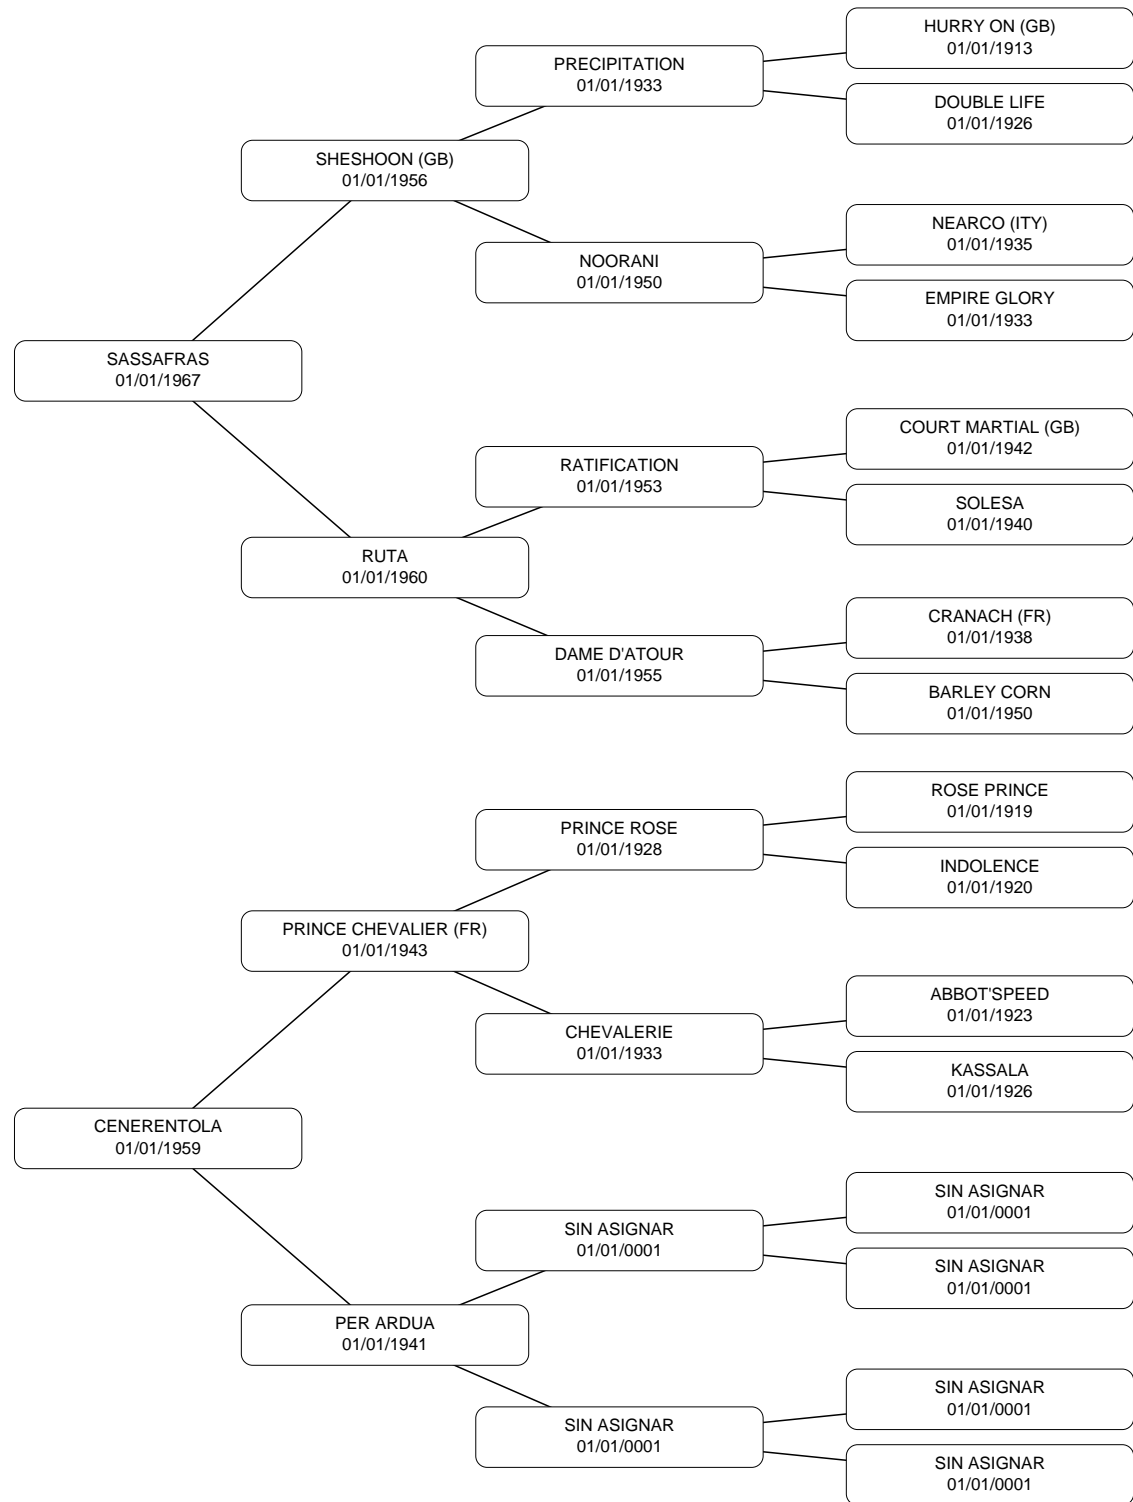 HURRY ON (GB)
01/01/1913
PRECIPITATION
01/01/1933
DOUBLE LIFE
01/01/1926
SHESHOON (GB)
01/01/1956
NEARCO (ITY)
01/01/1935
NOORANI
01/01/1950
EMPIRE GLORY
01/01/1933
SASSAFRAS
01/01/1967
COURT MARTIAL (GB)
01/01/1942
RATIFICATION
01/01/1953
SOLESA
01/01/1940
RUTA
01/01/1960
CRANACH (FR)
01/01/1938
DAME D'ATOUR
01/01/1955
BARLEY CORN
01/01/1950
ROSE PRINCE
01/01/1919
PRINCE ROSE
01/01/1928
INDOLENCE
01/01/1920
PRINCE CHEVALIER (FR)
01/01/1943
ABBOT'SPEED
01/01/1923
CHEVALERIE
01/01/1933
KASSALA
01/01/1926
CENERENTOLA
01/01/1959
SIN ASIGNAR
01/01/0001
SIN ASIGNAR
01/01/0001
SIN ASIGNAR
01/01/0001
PER ARDUA
01/01/1941
SIN ASIGNAR
01/01/0001
SIN ASIGNAR
01/01/0001
SIN ASIGNAR
01/01/0001